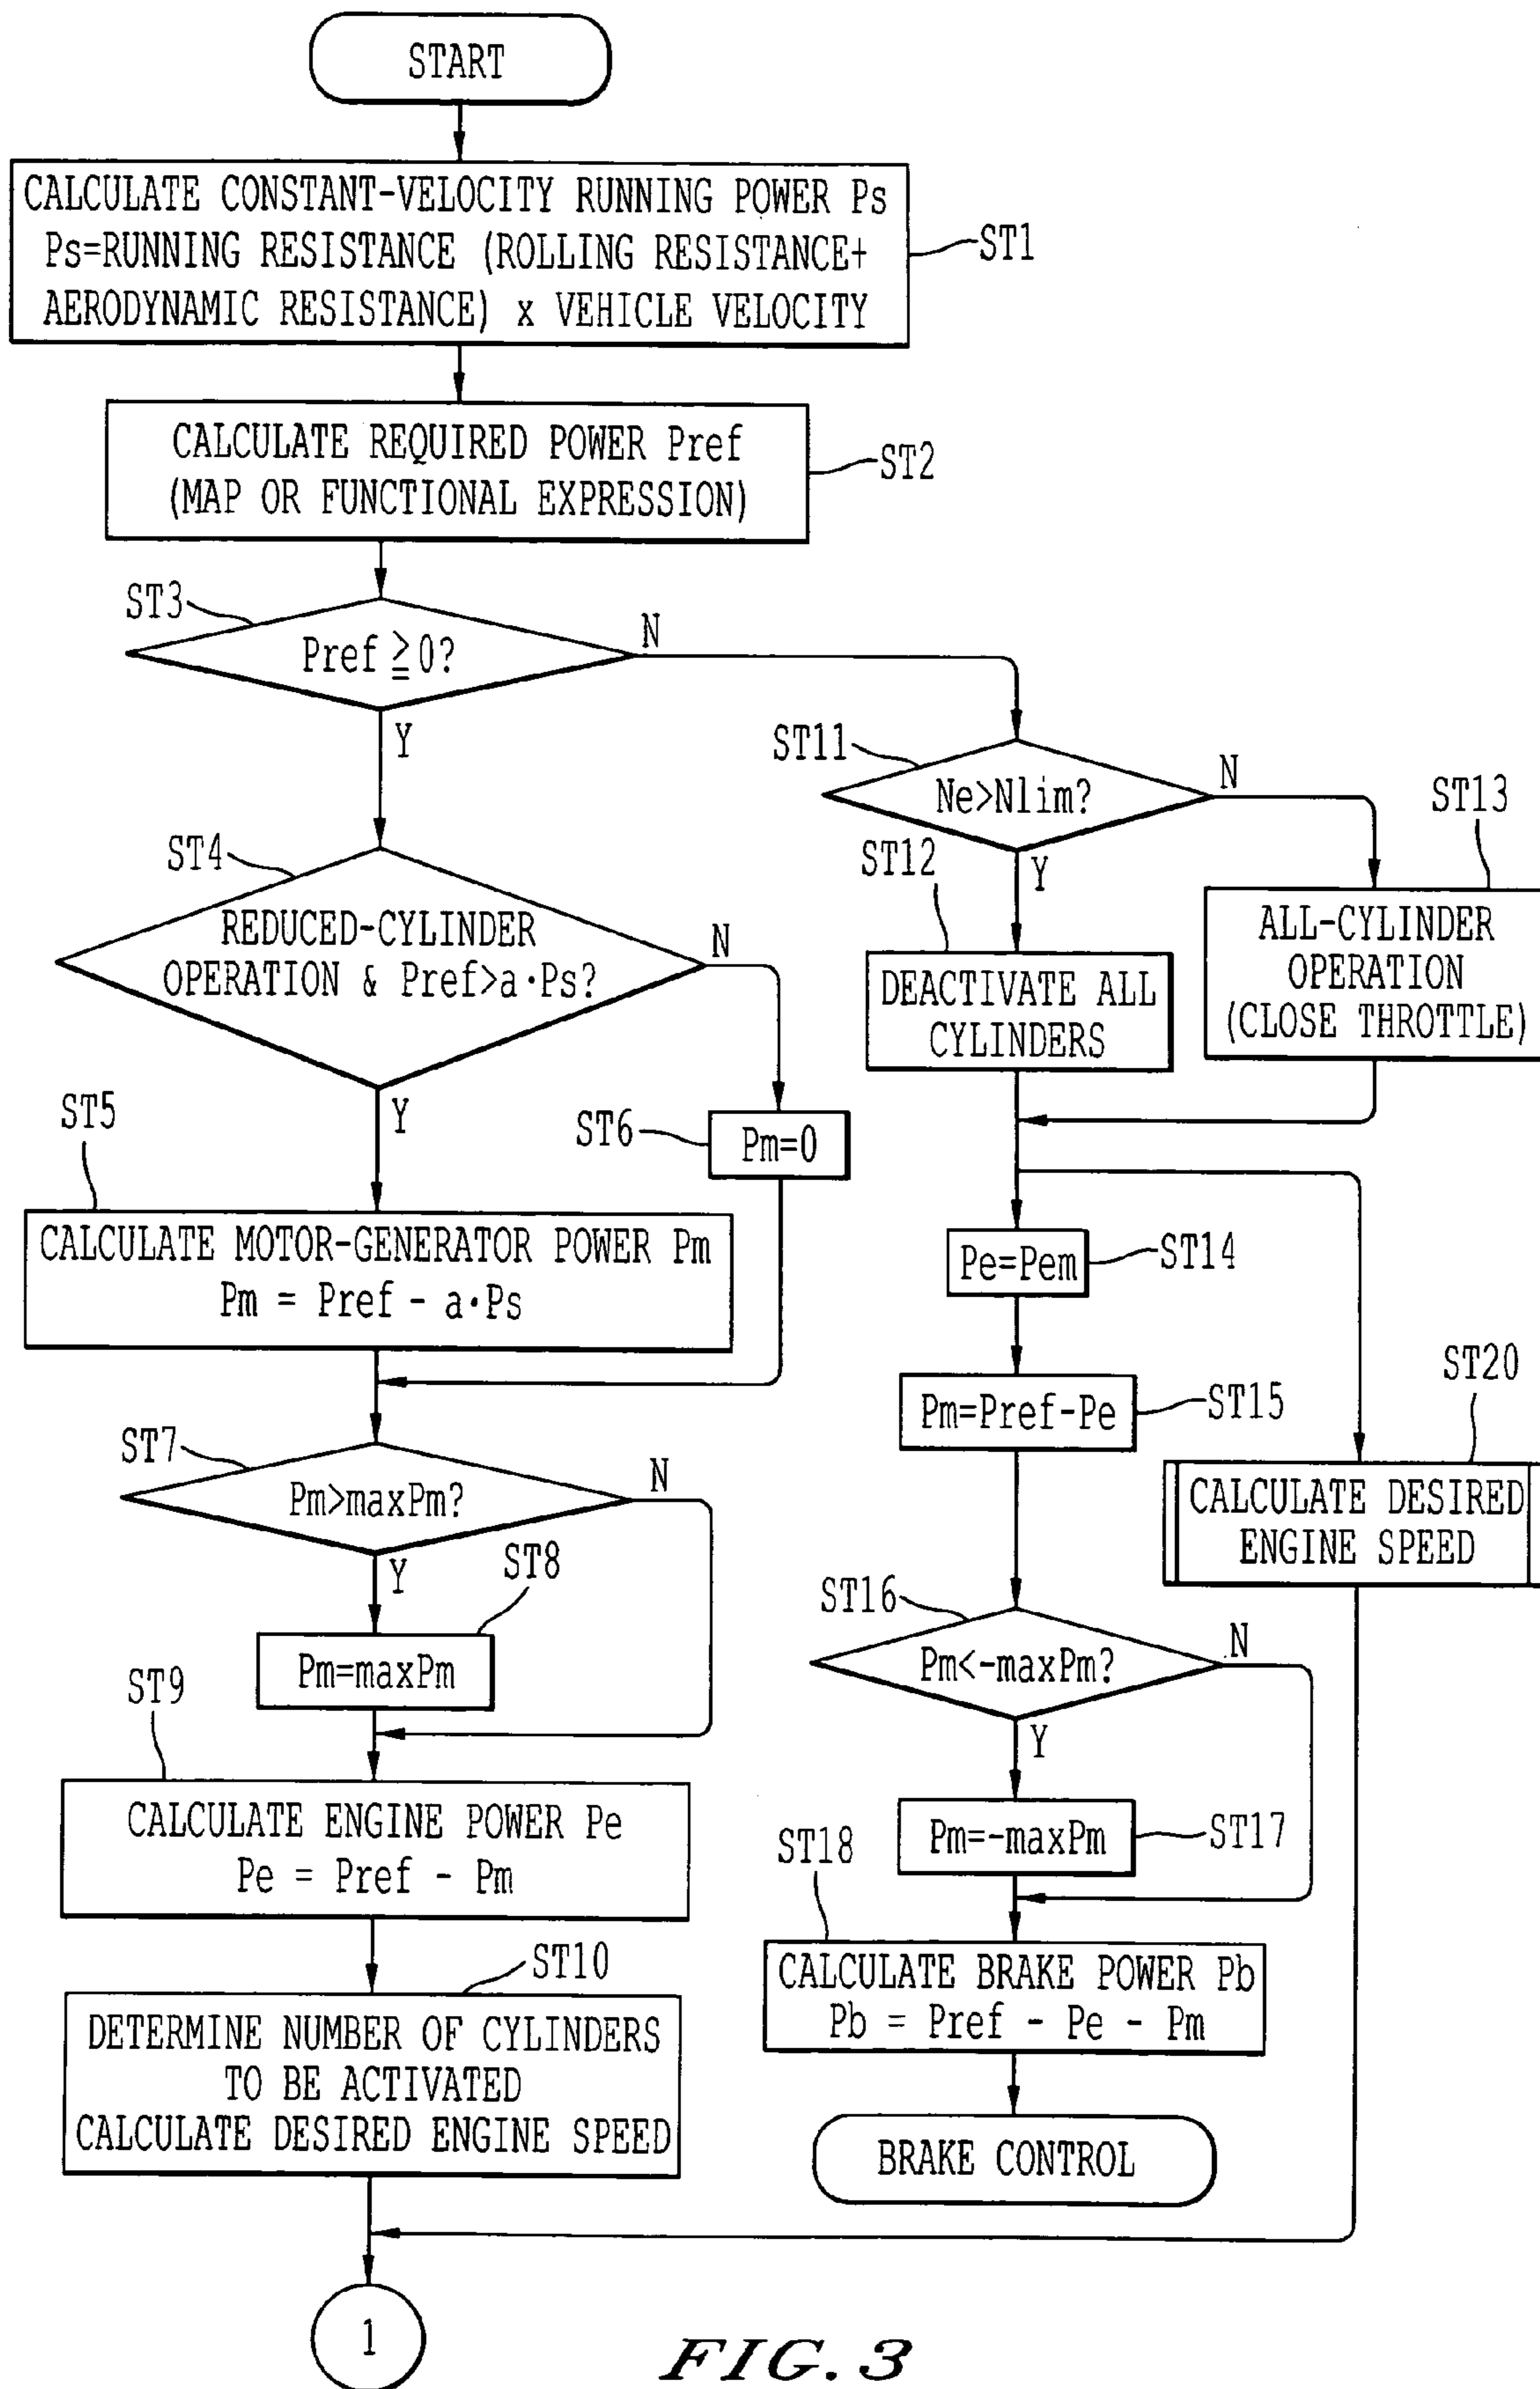 START
CALCULATE CONSTANT-VELOCITY RUNNING POWER Ps
Ps=RUNNING RESISTANCE (ROLLING RESISTANCE+
AERODYNAMIC RESISTANCE) x VEHICLE VELOCITY
ST1
CALCULATE REQUIRED POWER Pref
(MAP OR FUNCTIONAL EXPRESSION)
ST2
ST3
Pref ≧ 0?
N
Y
ST4
REDUCED-CYLINDER
OPERATION & Pref>a·Ps?
N
Y
ST5
CALCULATE MOTOR-GENERATOR POWER Pm
Pm = Pref - a·Ps
ST6
Pm=0
ST7
Pm>maxPm?
N
Y
ST8
Pm=maxPm
ST9
CALCULATE ENGINE POWER Pe
Pe = Pref - Pm
ST10
DETERMINE NUMBER OF CYLINDERS
TO BE ACTIVATED
CALCULATE DESIRED ENGINE SPEED
1
ST11
Ne>Nlim?
N
Y
ST12
DEACTIVATE ALL
CYLINDERS
ST13
ALL-CYLINDER
OPERATION
(CLOSE THROTTLE)
Pe=Pem
ST14
Pm=Pref-Pe
ST15
ST20
CALCULATE DESIRED
ENGINE SPEED
ST16
Pm<-maxPm?
N
Y
Pm=-maxPm
ST17
ST18
CALCULATE BRAKE POWER Pb
Pb = Pref - Pe - Pm
BRAKE CONTROL
FIG. 3